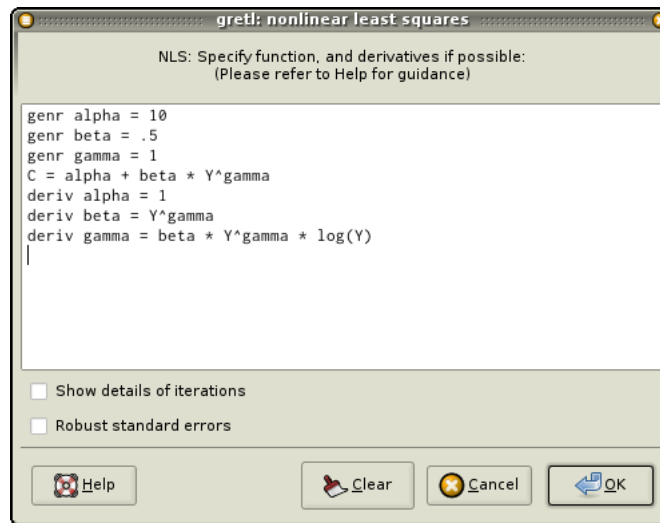 gretl: nonlinear least squares
NLS: Specify function, and derivatives if possible:
(Please refer to Help for guidance)
genr alpha = 10
genr beta = .5
genr gamma = 1
C = alpha + beta * Y^gamma
deriv alpha = 1
deriv beta = Y^gamma
deriv gamma = beta * Y^gamma * log(Y)
Show details of iterations
Robust standard errors
Help Clear Cancel OK